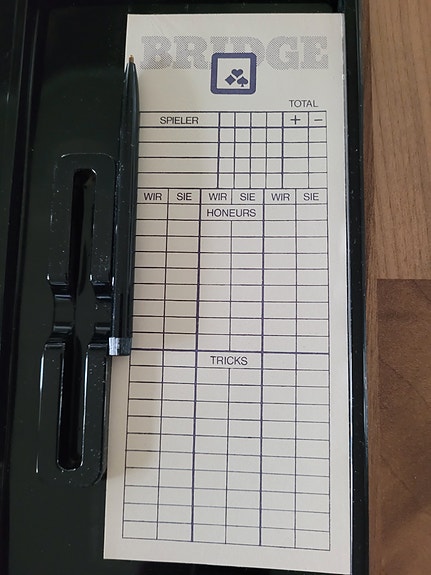 BRIDGE
TOTAL
SPIELER + −
WIR SIE WIR SIE WIR SIE
HONEURS
TRICKS